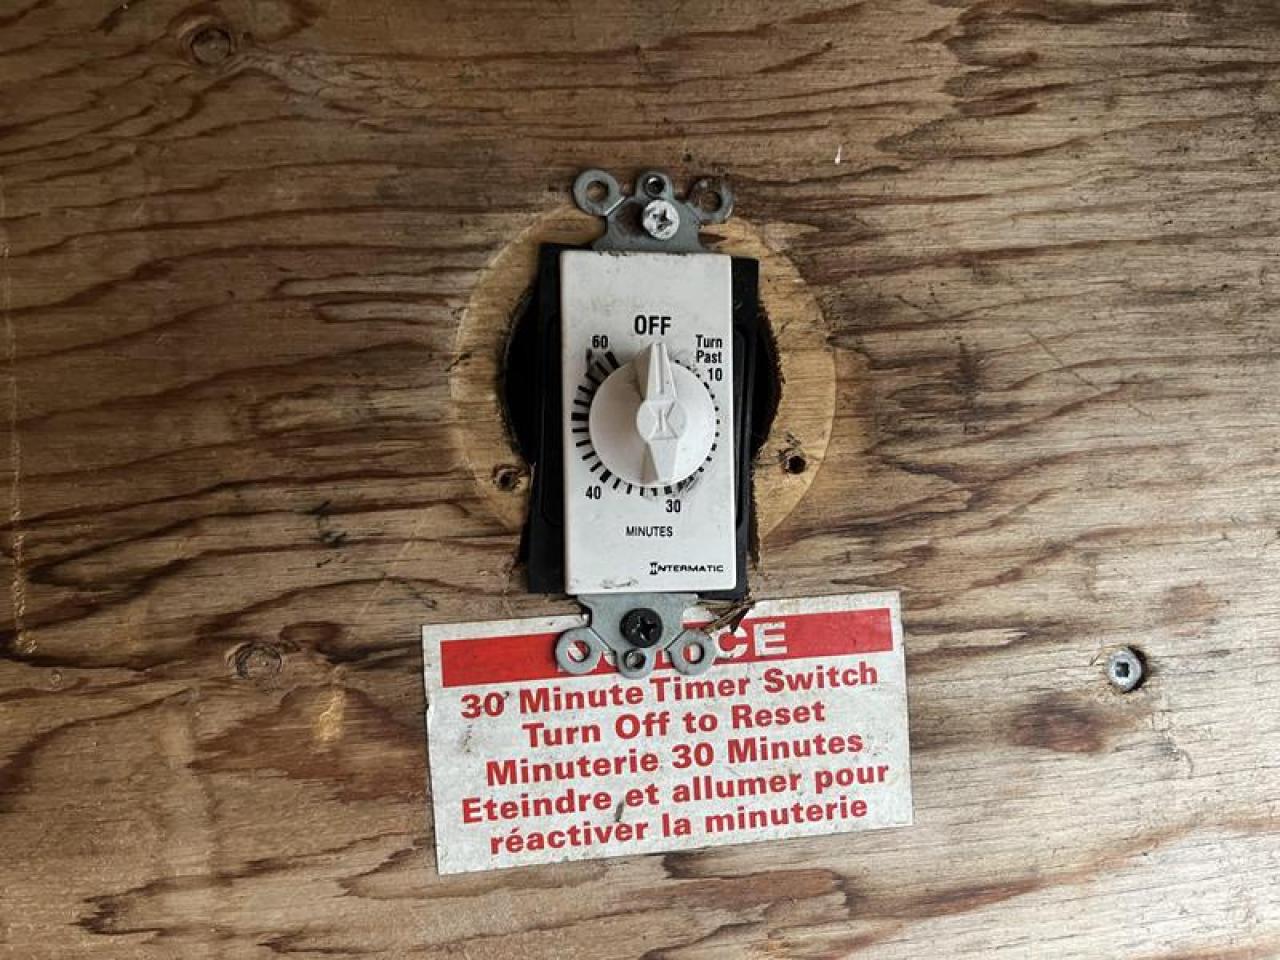 OFF
60
Turn
Past
10
40
30
MINUTES
INTERMATIC
30 Minute Timer Switch
Turn Off to Reset
Minuterie 30 Minutes
Eteindre et allumer pour
réactiver la minuterie